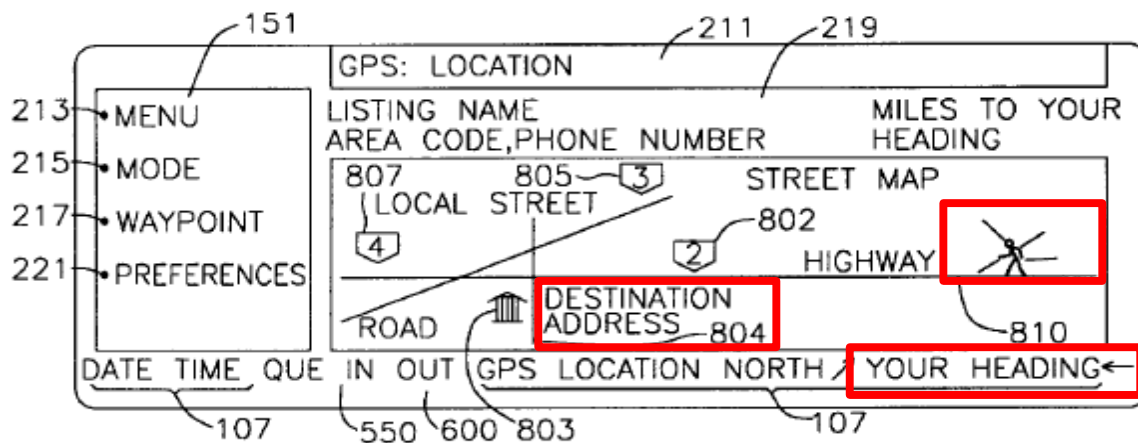 151
211
219
GPS: LOCATION
213 MENU
LISTING NAME
MILES TO YOUR
AREA CODE,PHONE NUMBER
HEADING
215 MODE
807
805
3
STREET MAP
LOCAL STREET
217 WAYPOINT
802
4
2
HIGHWAY
221 PREFERENCES
DESTINATION
ADDRESS
804
ROAD
810
DATE TIME QUE IN OUT GPS LOCATION NORTH YOUR HEADING
107
550
600
803
107